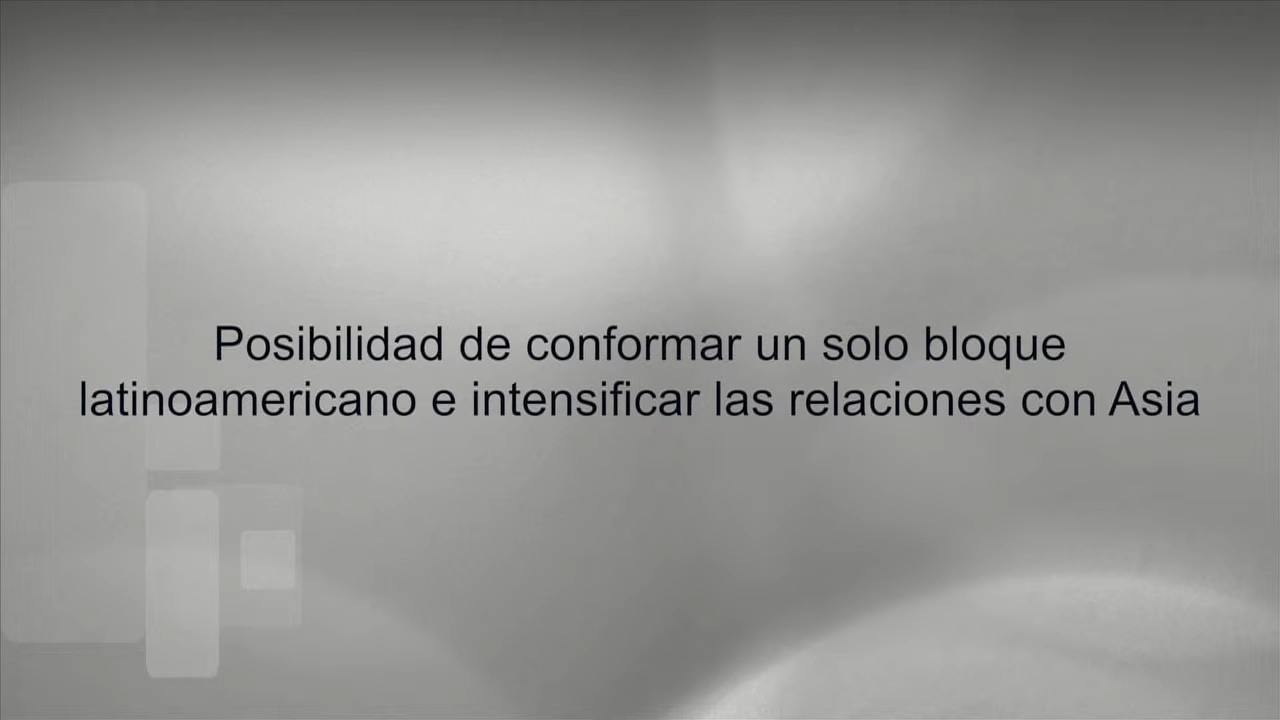 Posibilidad de conformar un solo bloque
latinoamericano e intensificar las relaciones con Asia